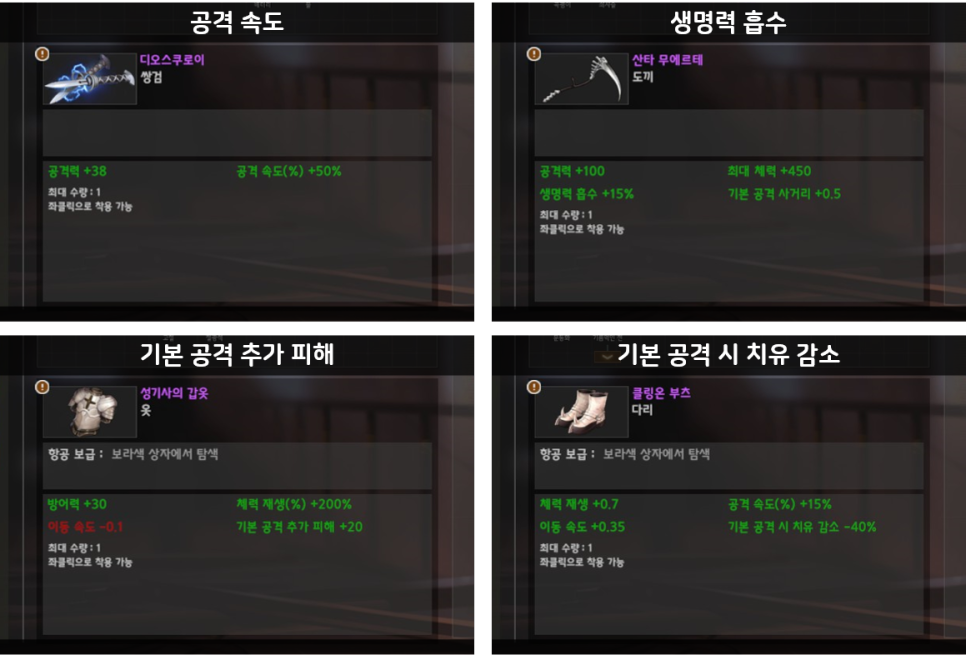 공격 속도
디오스쿠로이
쌍검
공격력 +38
공격 속도(%) +50%
최대 수량 : 1
좌클릭으로 착용 가능
생명력 흡수
산타 무에르테
도끼
공격력 +100
최대 체력 +450
생명력 흡수 +15%
기본 공격 사거리 +0.5
최대 수량 : 1
좌클릭으로 착용 가능
기본 공격 추가 피해
성기사의 갑옷
옷
항공 보급 : 보라색 상자에서 탐색
방어력 +30
체력 재생(%) +200%
이동 속도 -0.1
기본 공격 추가 피해 +20
최대 수량 : 1
좌클릭으로 착용 가능
기본 공격 시 치유 감소
클링온 부츠
다리
항공 보급 : 보라색 상자에서 탐색
체력 재생 +0.7
공격 속도(%) +15%
이동 속도 +0.35
기본 공격 시 치유 감소 -40%
최대 수량 : 1
좌클릭으로 착용 가능